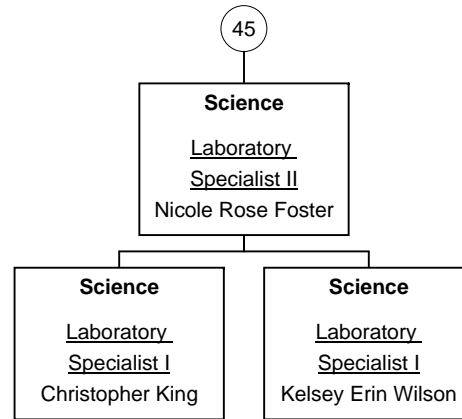 45
Science
Laboratory
Specialist II
Nicole Rose Foster
Science
Laboratory
Specialist I
Christopher King
Science
Laboratory
Specialist I
Kelsey Erin Wilson